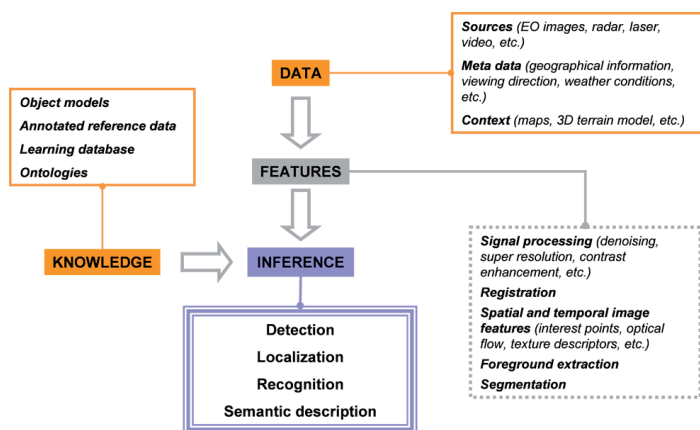 Sources (EO images, radar, laser,
video, etc.)
Meta data (geographical information,
viewing direction, weather conditions,
etc.)
Context (maps, 3D terrain model, etc.)
DATA
Object models
Annotated reference data
Learning database
Ontologies
FEATURES
KNOWLEDGE
INFERENCE
Signal processing (denoising,
super resolution, contrast
enhancement, etc.)
Registration
Spatial and temporal image
features (interest points, optical
flow, texture descriptors, etc.)
Foreground extraction
Segmentation
Detection
Localization
Recognition
Semantic description